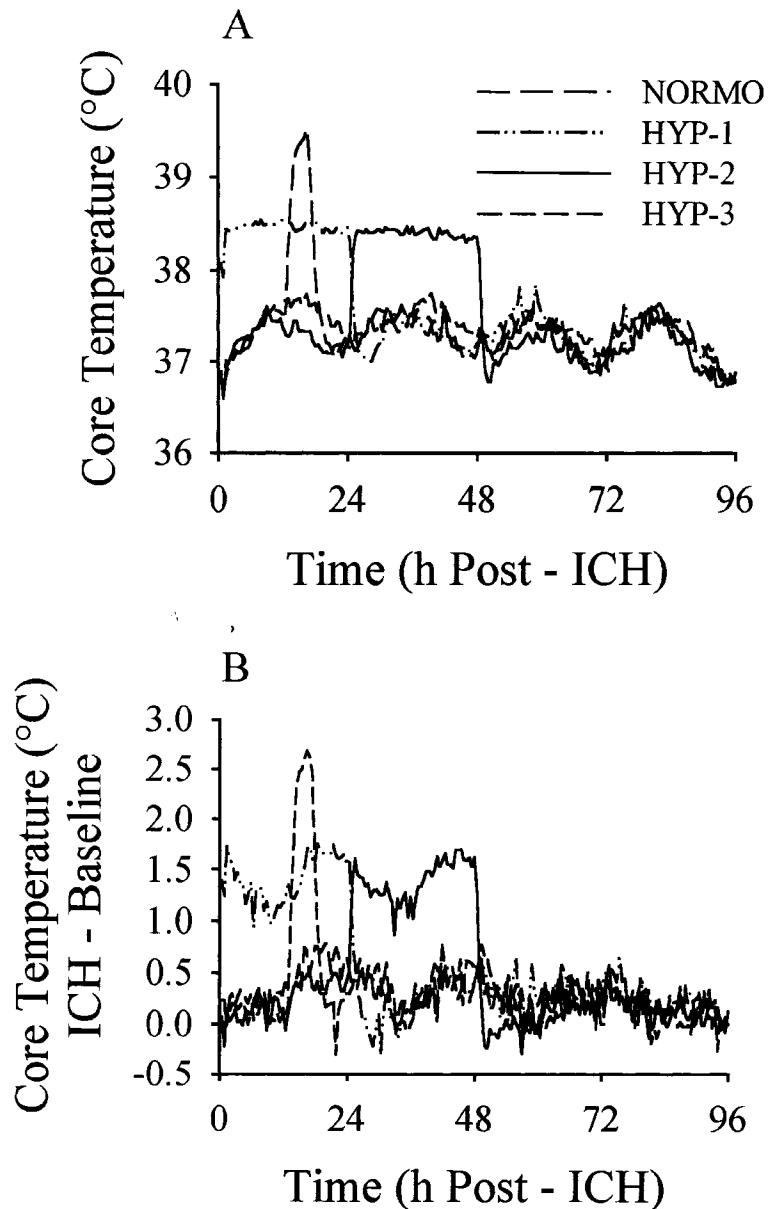 A
Core Temperature (°C)
40
39
38
37
36
NORMO
HYP-1
HYP-2
HYP-3
0 24 48 72 96
Time (h Post - ICH)
B
Core Temperature (°C)
ICH - Baseline
3.0
2.5
2.0
1.5
1.0
0.5
0.0
-0.5
0 24 48 72 96
Time (h Post - ICH)